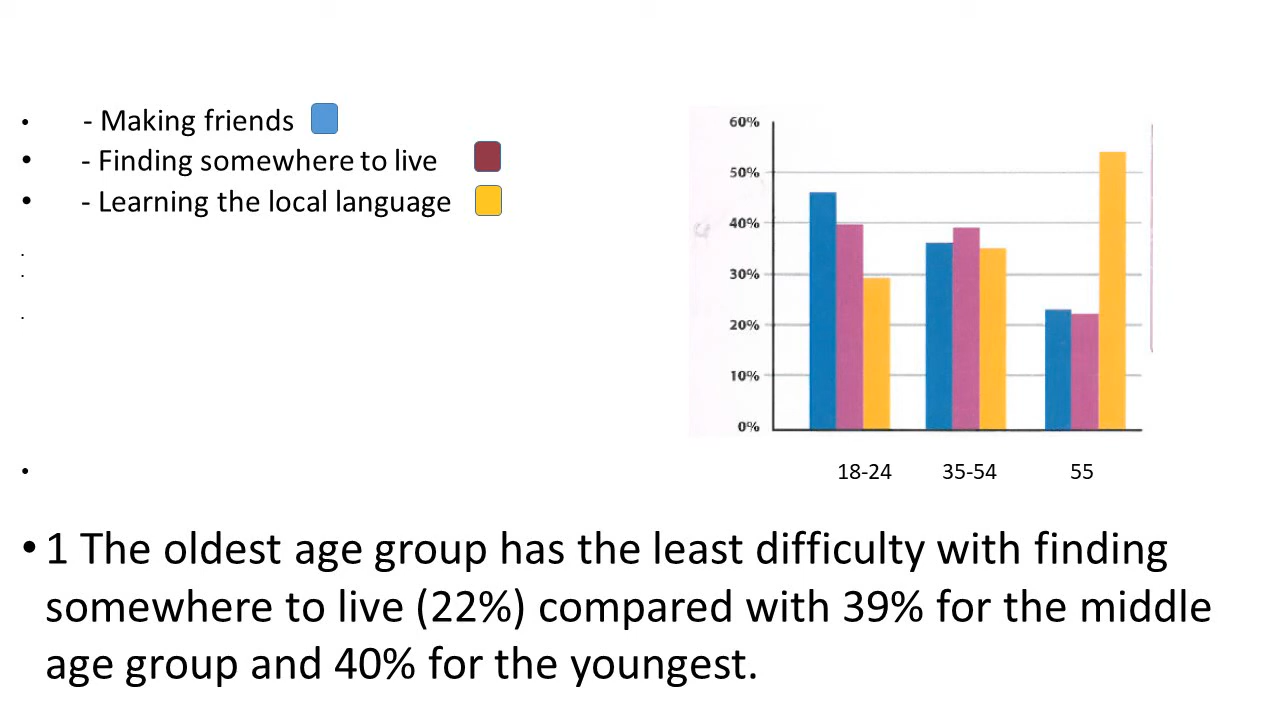 • - Making friends
• - Finding somewhere to live
• - Learning the local language
60%
50%
40%
30%
20%
10%
0%
18-24 35-54 55
• 1 The oldest age group has the least difficulty with finding
somewhere to live (22%) compared with 39% for the middle
age group and 40% for the youngest.